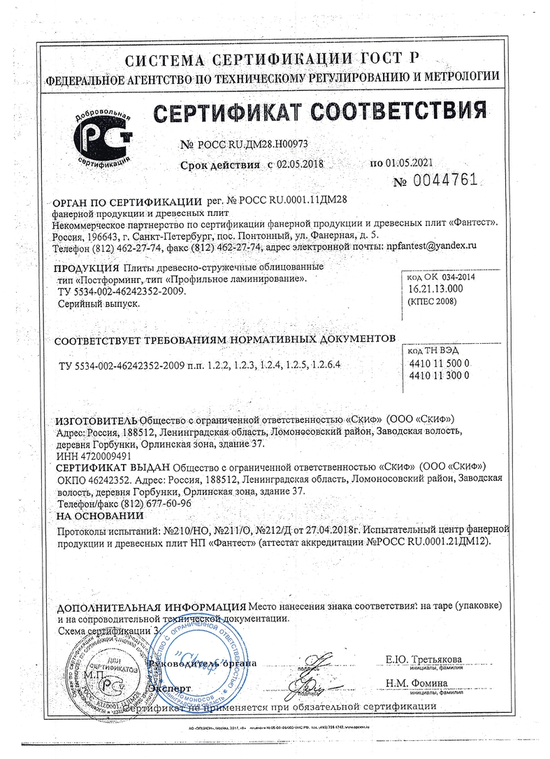 СИСТЕМА СЕРТИФИКАЦИИ ГОСТ Р
ФЕДЕРАЛЬНОЕ АГЕНТСТВО ПО ТЕХНИЧЕСКОМУ РЕГУЛИРОВАНИЮ И МЕТРОЛОГИИ
Добровольная
сертификация
СЕРТИФИКАТ СООТВЕТСТВИЯ
№ РОСС RU.ДМ28.Н00973
Срок действия с 02.05.2018 по 01.05.2021
№ 0044761
ОРГАН ПО СЕРТИФИКАЦИИ рег. № РОСС RU.0001.11ДМ28
фанерной продукции и древесных плит
Некоммерческое партнерство по сертификации фанерной продукции и древесных плит «Фантест».
Россия, 196643, г. Санкт-Петербург, пос. Понтонный, ул. Фанерная, д. 5.
Телефон (812) 462-27-74, факс (812) 462-27-74, адрес электронной почты: npfantest@yandex.ru
ПРОДУКЦИЯ Плиты древесно-стружечные облицованные
тип «Постформинг, тип «Профильное ламинирование».
ТУ 5534-002-46242352-2009.
Серийный выпуск.
код ОК 034-2014
16.21.13.000
(КПЕС 2008)
СООТВЕТСТВУЕТ ТРЕБОВАНИЯМ НОРМАТИВНЫХ ДОКУМЕНТОВ
ТУ 5534-002-46242352-2009 п.п. 1.2.2, 1.2.3, 1.2.4, 1.2.5, 1.2.6.4
код ТН ВЭД
4410 11 500 0
4410 11 300 0
ИЗГОТОВИТЕЛЬ Общество с ограниченной ответственностью «Скиф» (ООО «Скиф»)
Адрес: Россия, 188512, Ленинградская область, Ломоносовский район, Заводская волость,
деревня Горбунки, Орлинская зона, здание 37.
ИНН 4720009491
СЕРТИФИКАТ ВЫДАН Общество с ограниченной ответственностью «Скиф» (ООО «Скиф»)
ОКПО 46242352. Адрес: Россия, 188512, Ленинградская область, Ломоносовский район, Заводская
волость, деревня Горбунки, Орлинская зона, здание 37.
Телефон/факс (812) 677-60-96
НА ОСНОВАНИИ
Протоколы испытаний: №210/НО, №211/О, №212/Д от 27.04.2018г. Испытательный центр фанерной
продукции и древесных плит НП «Фантест» (аттестат аккредитации №РОСС RU.0001.21ДМ12).
ДОПОЛНИТЕЛЬНАЯ ИНФОРМАЦИЯ Место нанесения знака соответствия: на таре (упаковке)
и на сопроводительной технической документации.
Схема сертификации 3.
М.П.
Руководитель органа
подпись
Е.Ю. Третьякова
инициалы, фамилия
Эксперт
подпись
Н.М. Фомина
инициалы, фамилия
Сертификат не применяется при обязательной сертификации